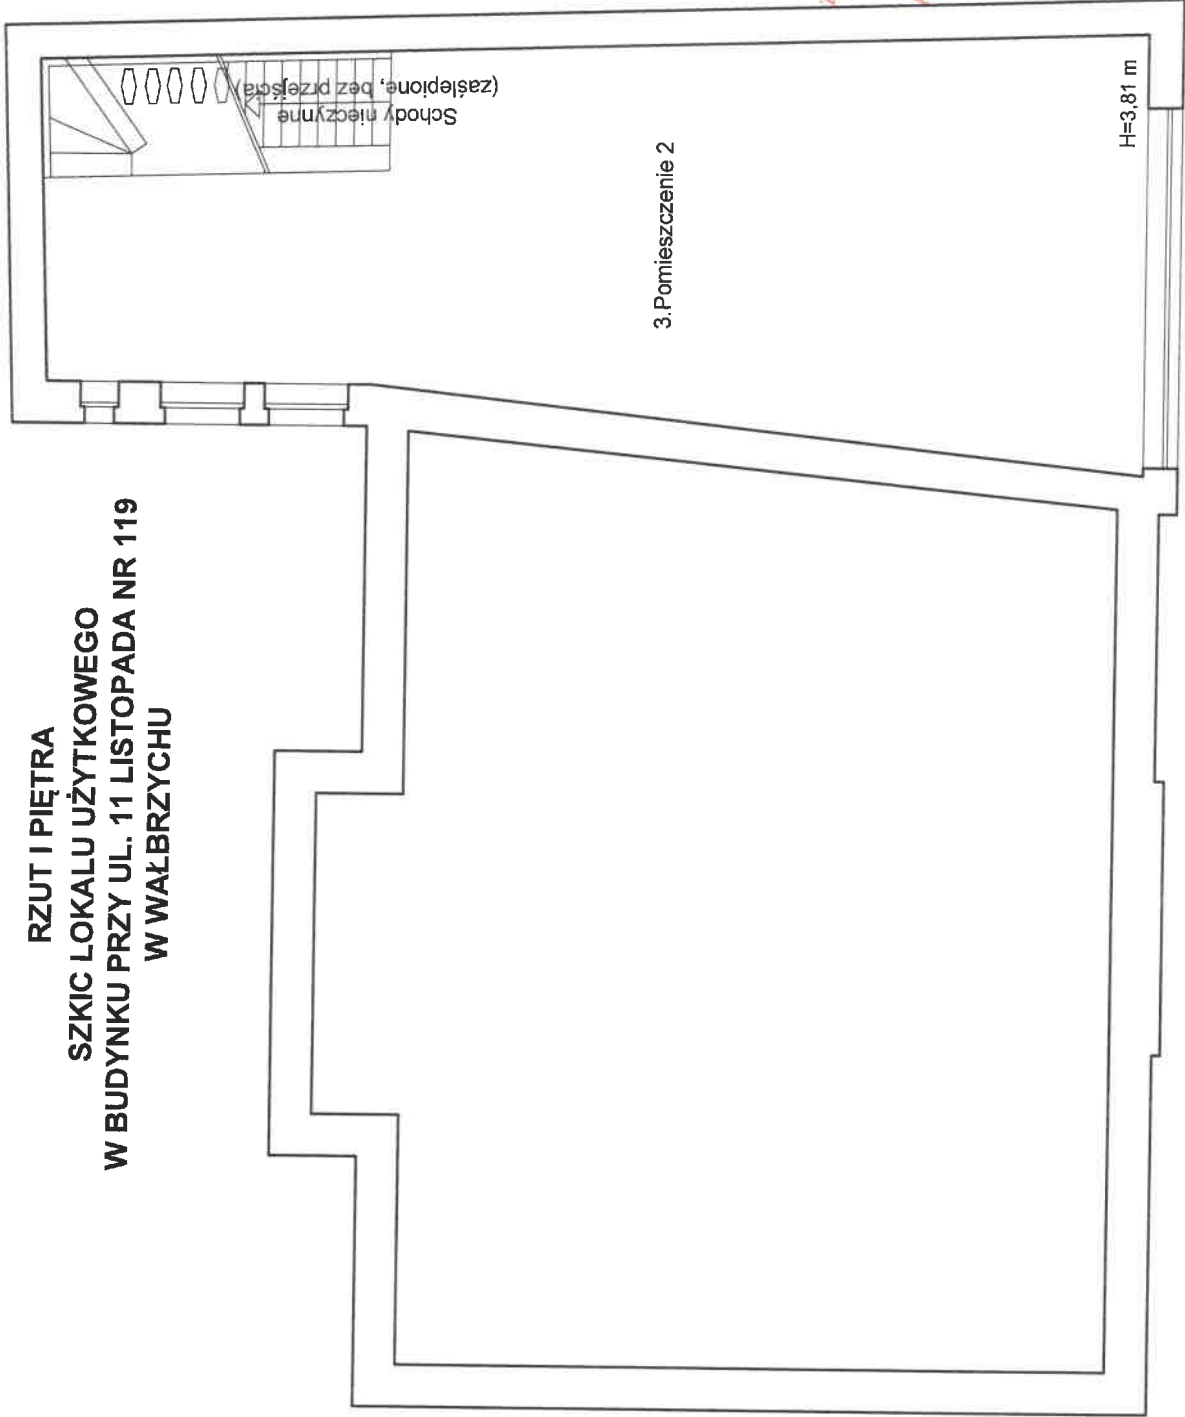 RZUT I PIĘTRA
SZKIC LOKALU UŻYTKOWEGO
W BUDYNKU PRZY UL. 11 LISTOPADA NR 119
W WAŁBRZYCHU
Schody nieczynne
(zaślepione, bez przejścia)
3.Pomieszczenie 2
H=3,81 m